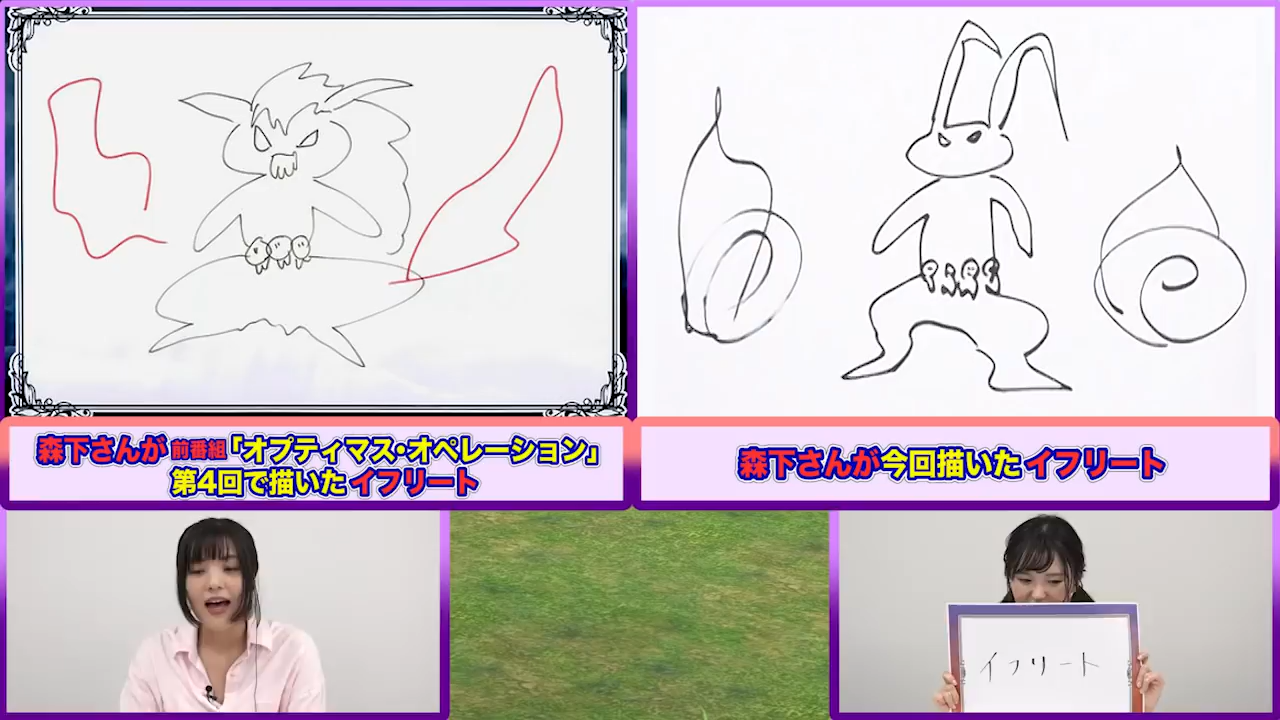 森下さんが前番組「オプティマス・オペレーション」
第4回で描いたイフリート
森下さんが今回描いたイフリート
イフリート